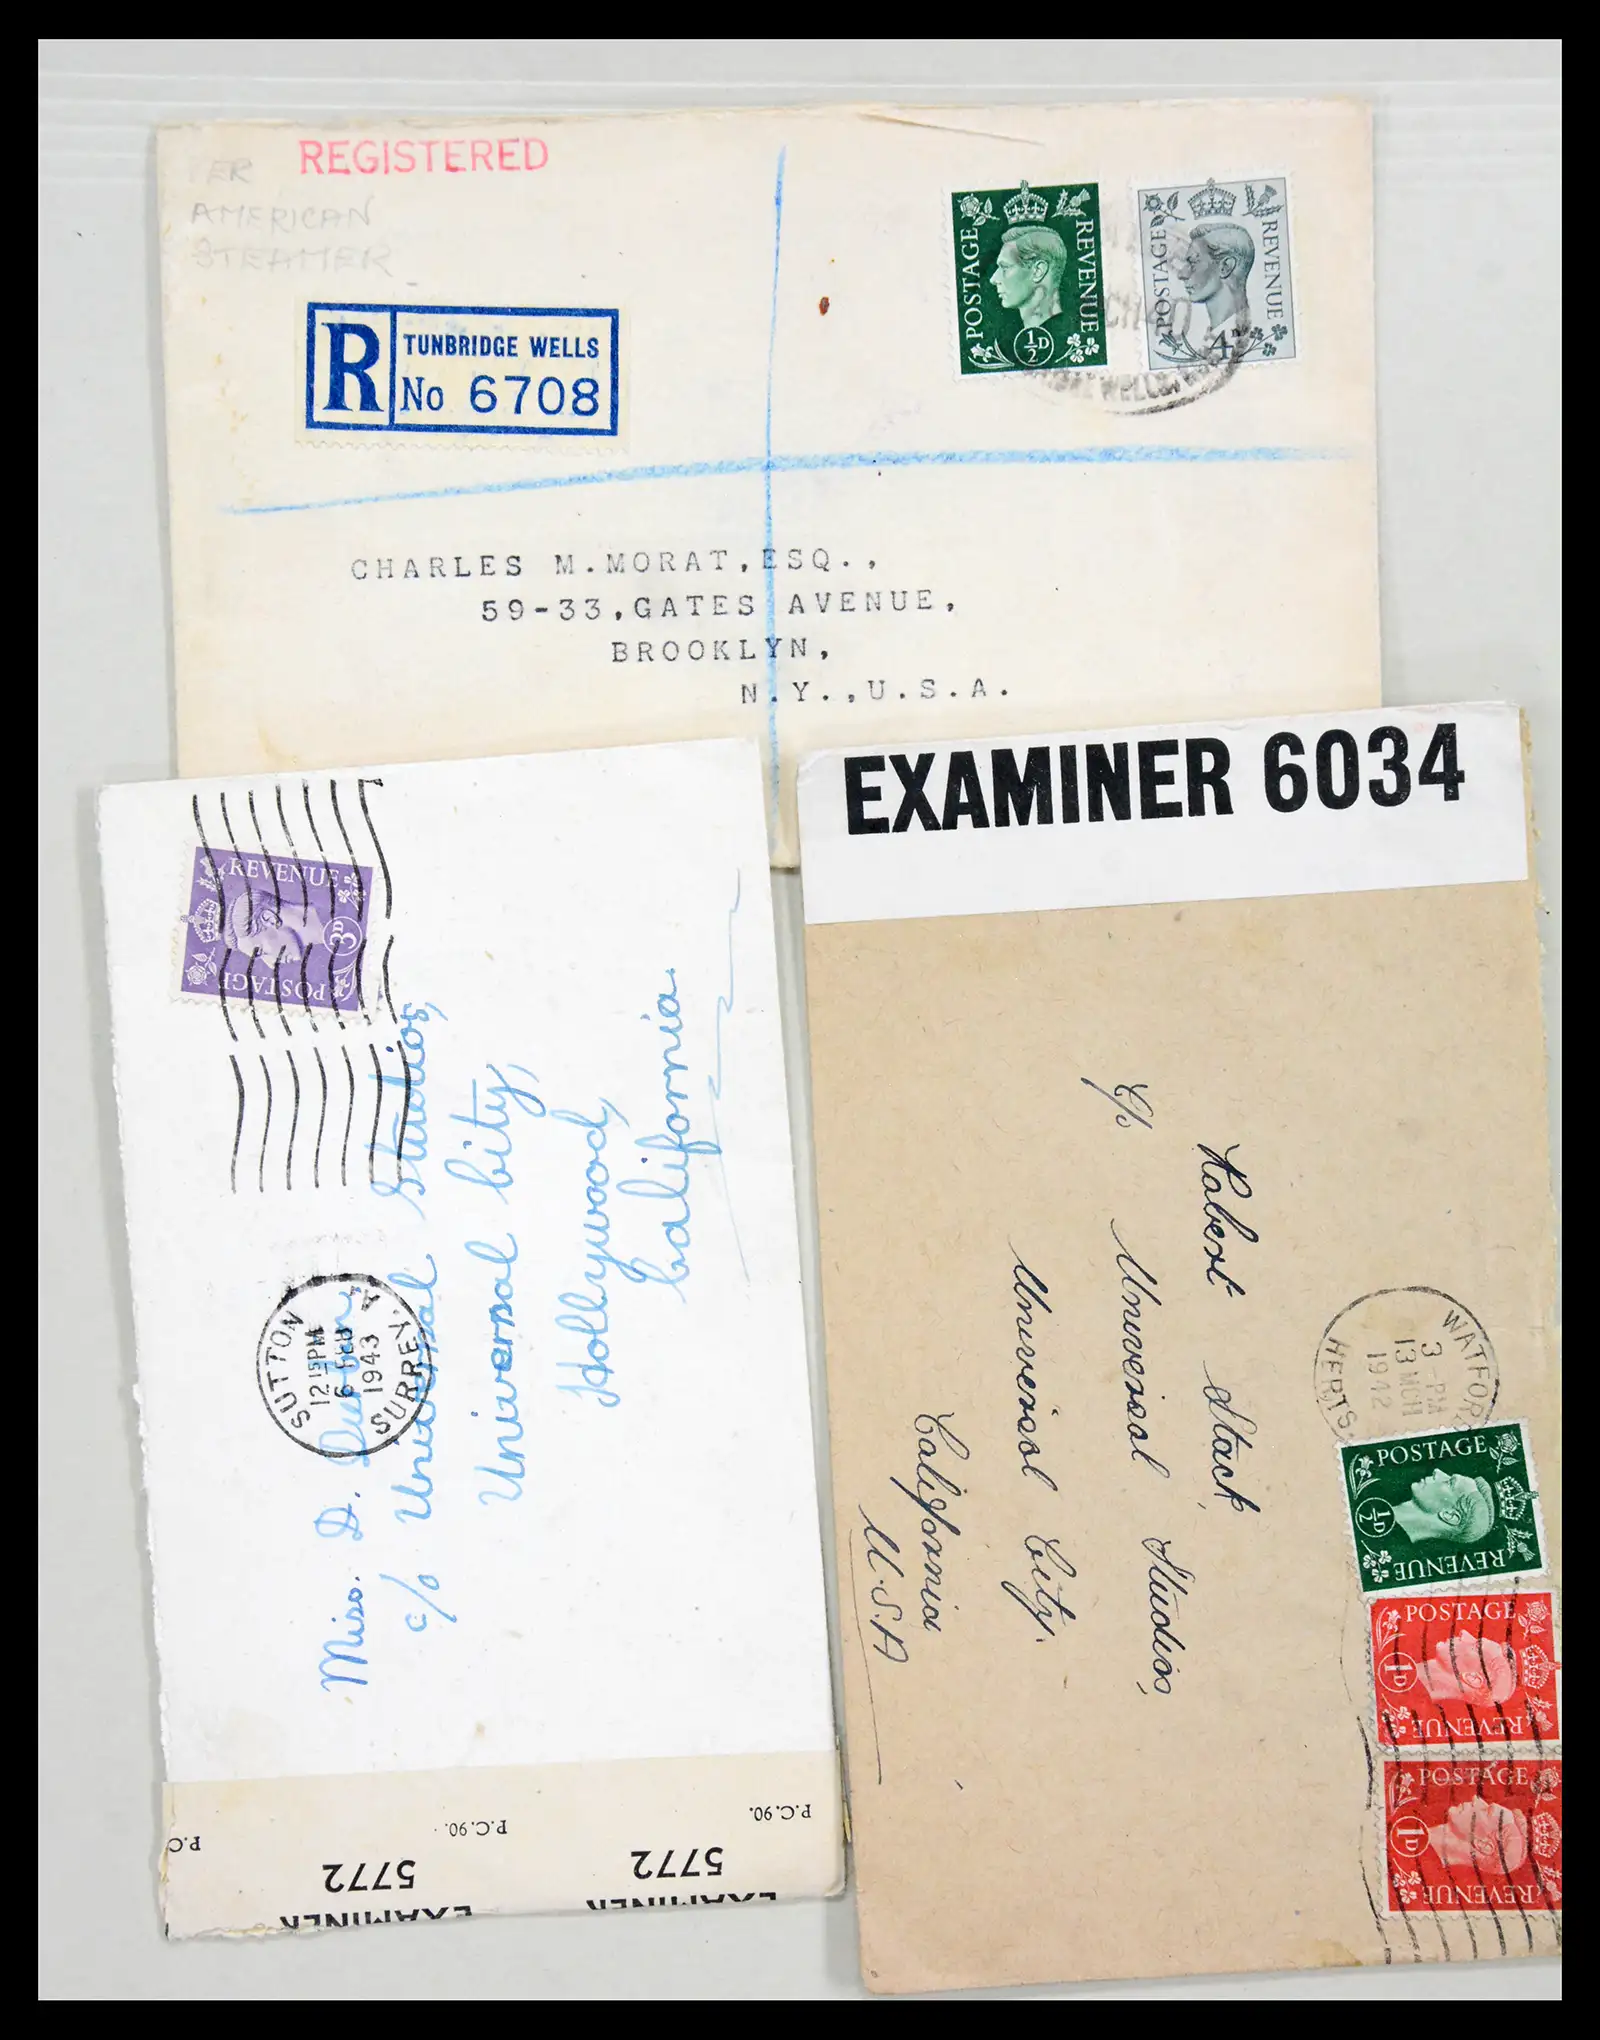 REGISTERED
PER
AMERICAN
STEAMER
POSTAGE REVENUE
½D
POSTAGE REVENUE
4D
R TUNBRIDGE WELLS
No 6708
CHARLES M.MORAT,ESQ.,
59-33,GATES AVENUE,
BROOKLYN,
N.Y.,U.S.A.
POSTAGE REVENUE
3D
SUTTON
12 15 PM
6 FEB
1943
SURREY. A
Miss. D. Durbin,
c/o Universal Studios,
Universal City,
Hollywood,
California
P.C.90.
P.C.90.
P.C
5772
5772
EXAMINER
EXAMINER
EXAMINER 6034
WATFORD
3 - PM
13 MCH
1942
HERTS.
POSTAGE REVENUE
½D
POSTAGE REVENUE
1D
POSTAGE REVENUE
1D
Robert Stack,
C/o Universal Studios,
Universal City.
California
U.S.A